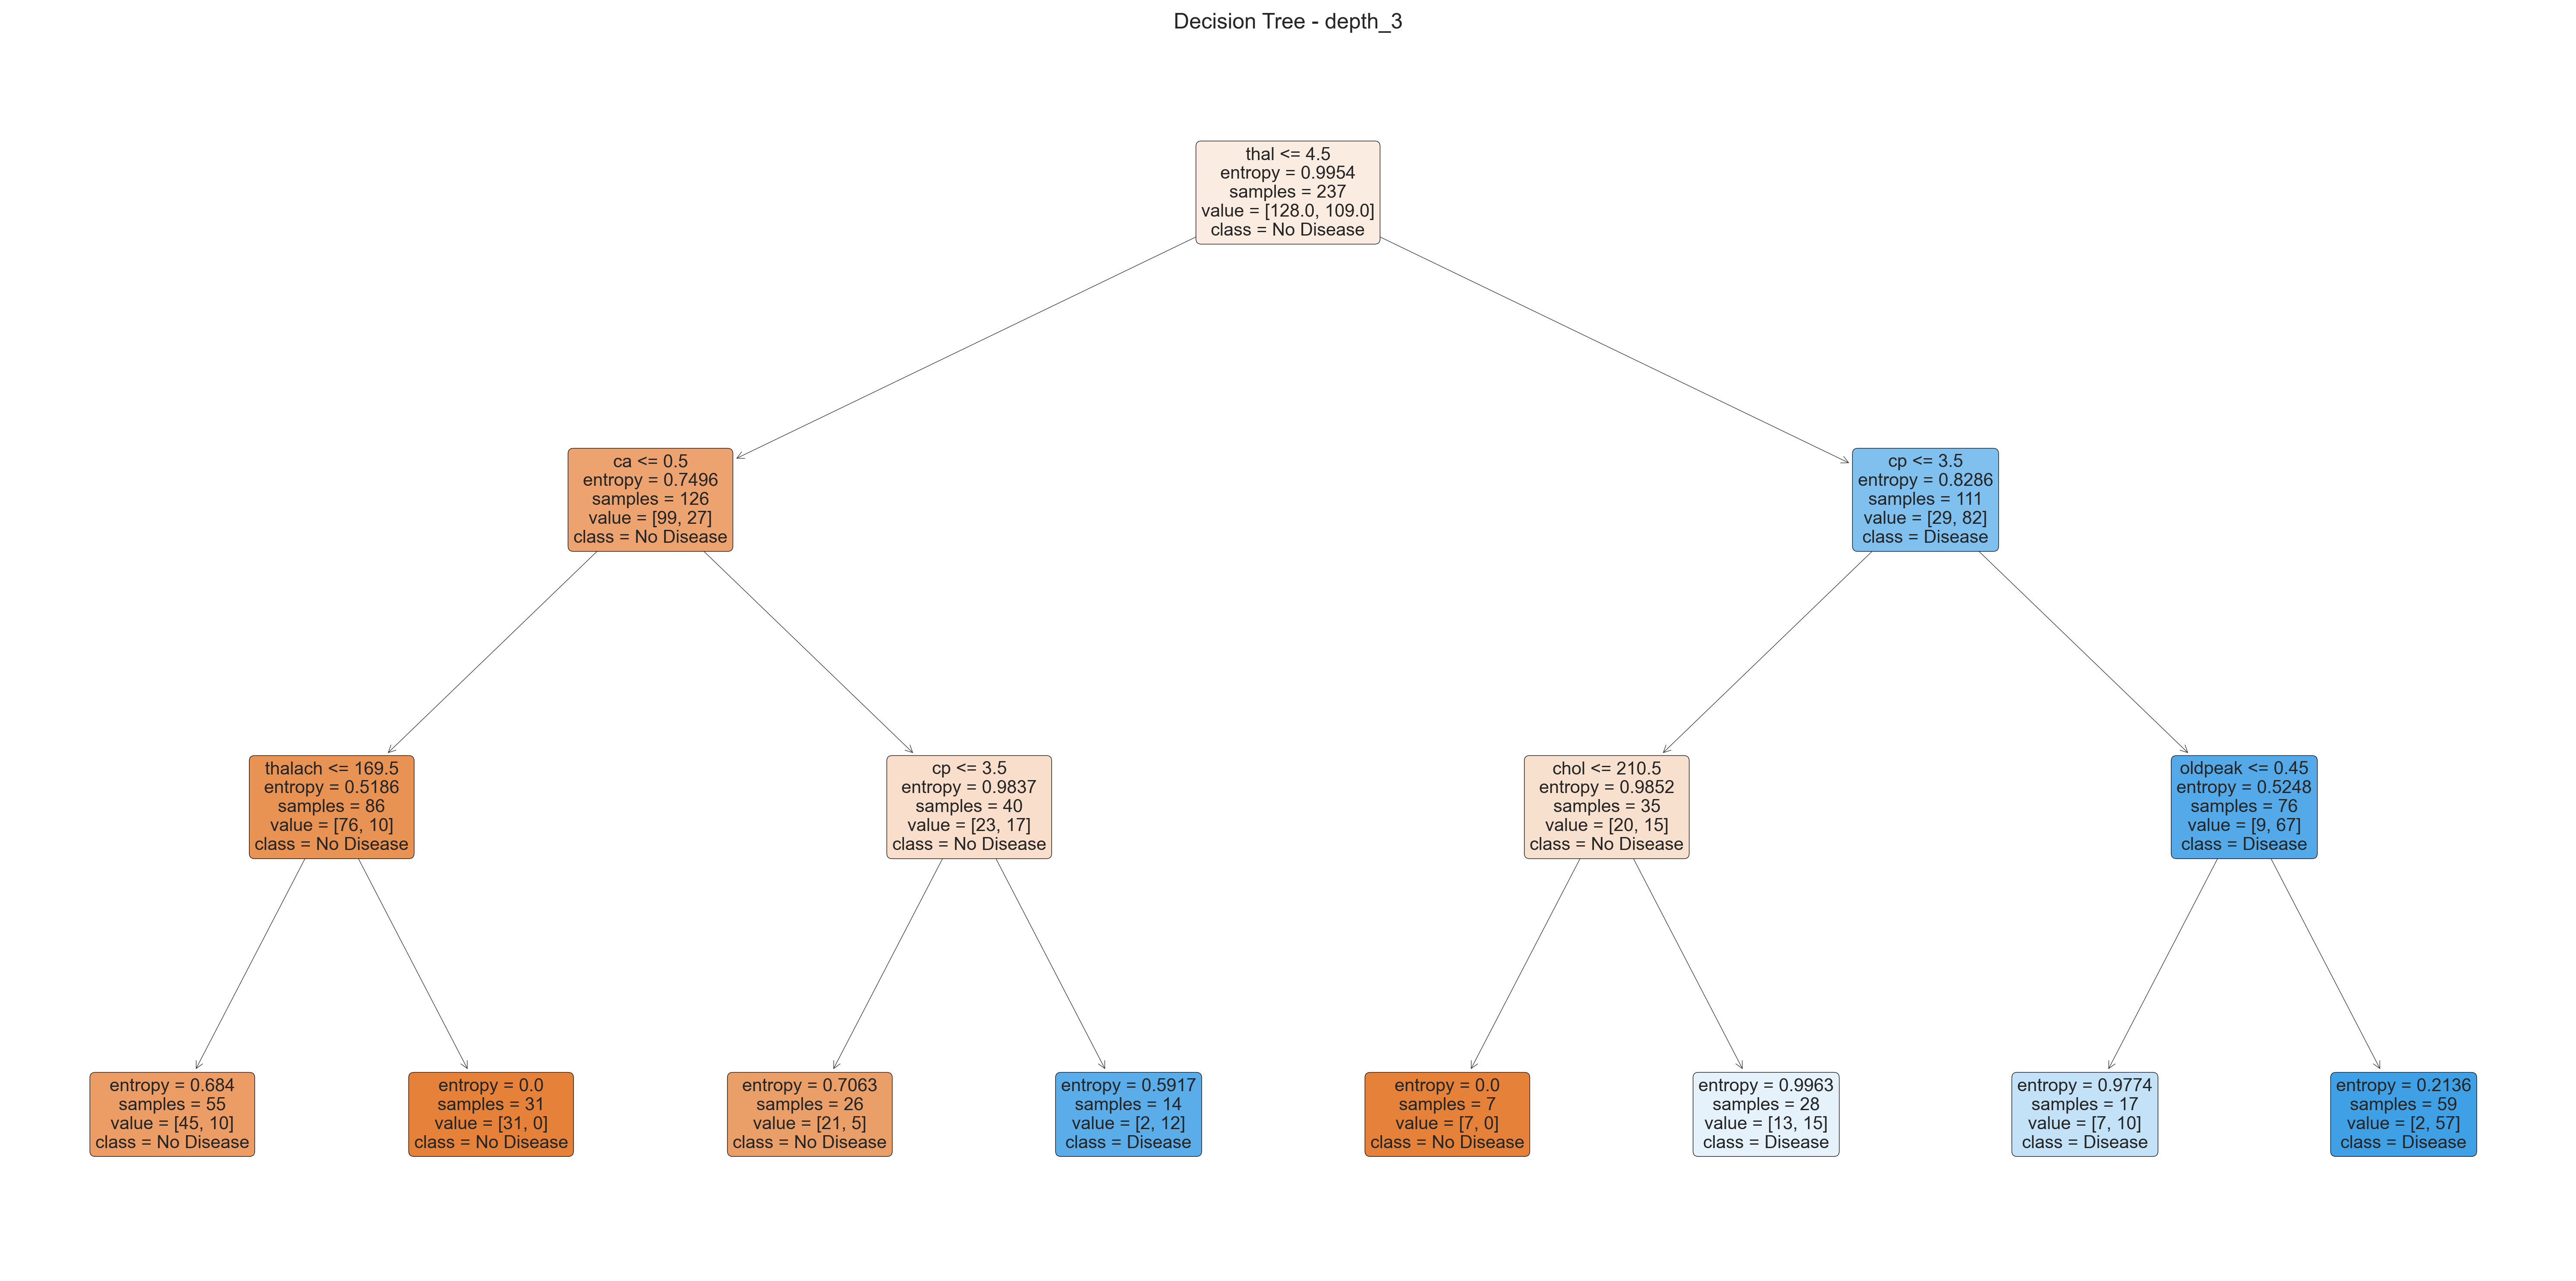 Decision Tree - depth_3
thal <= 4.5
entropy = 0.9954
samples = 237
value = [128.0, 109.0]
class = No Disease
ca <= 0.5
entropy = 0.7496
samples = 126
value = [99, 27]
class = No Disease
cp <= 3.5
entropy = 0.8286
samples = 111
value = [29, 82]
class = Disease
thalach <= 169.5
entropy = 0.5186
samples = 86
value = [76, 10]
class = No Disease
cp <= 3.5
entropy = 0.9837
samples = 40
value = [23, 17]
class = No Disease
chol <= 210.5
entropy = 0.9852
samples = 35
value = [20, 15]
class = No Disease
oldpeak <= 0.45
entropy = 0.5248
samples = 76
value = [9, 67]
class = Disease
entropy = 0.684
samples = 55
value = [45, 10]
class = No Disease
entropy = 0.0
samples = 31
value = [31, 0]
class = No Disease
entropy = 0.7063
samples = 26
value = [21, 5]
class = No Disease
entropy = 0.5917
samples = 14
value = [2, 12]
class = Disease
entropy = 0.0
samples = 7
value = [7, 0]
class = No Disease
entropy = 0.9963
samples = 28
value = [13, 15]
class = Disease
entropy = 0.9774
samples = 17
value = [7, 10]
class = Disease
entropy = 0.2136
samples = 59
value = [2, 57]
class = Disease